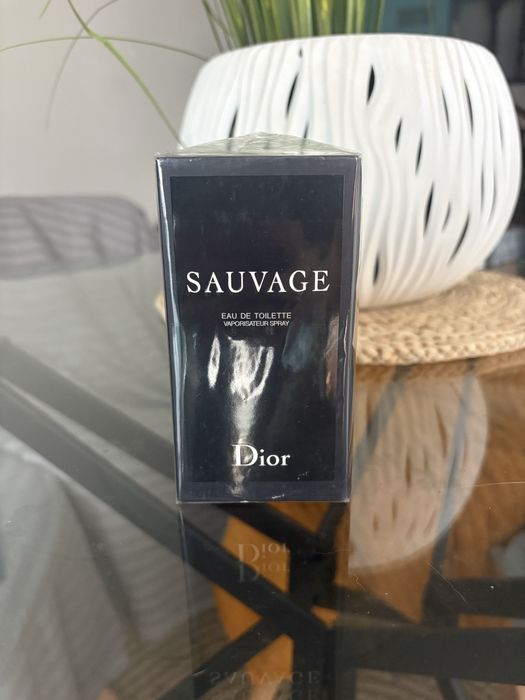 SAUVAGE
EAU DE TOILETTE
VAPORISATEUR SPRAY
Dior